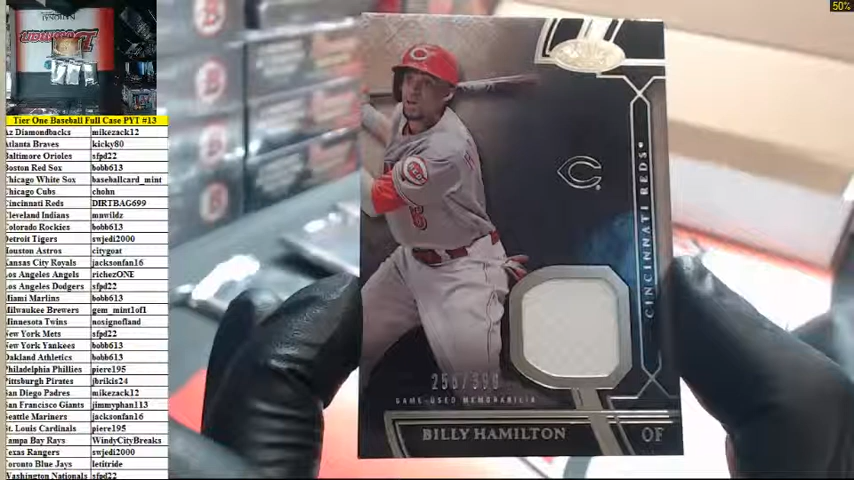 50%
Tier One Baseball Full Case PYT #13
Az Diamondbacks mikezack12
Atlanta Braves kicky80
Baltimore Orioles sfpd22
Boston Red Sox bobb613
Chicago White Sox baseballcard_mint
Chicago Cubs chohn
Cincinnati Reds DIRTBAG699
Cleveland Indians mnwildz
Colorado Rockies bobb613
Detroit Tigers swjedi2000
Houston Astros citygoat
Kansas City Royals jacksonfan16
Los Angeles Angels richezONE
Los Angeles Dodgers sfpd22
Miami Marlins bobb613
Milwaukee Brewers gem_mint1of1
Minnesota Twins nosignofland
New York Mets sfpd22
New York Yankees bobb613
Oakland Athletics bobb613
Philadelphia Phillies piere195
Pittsburgh Pirates jbrikis24
San Diego Padres mikezack12
San Francisco Giants jimmyphan113
Seattle Mariners jacksonfan16
St. Louis Cardinals piere195
Tampa Bay Rays WindyCityBreaks
Texas Rangers swjedi2000
Toronto Blue Jays letitride
Washington Nationals sfpd22
CINCINNATI REDS
GAME-USED MEMORABILIA
BILLY HAMILTON OF